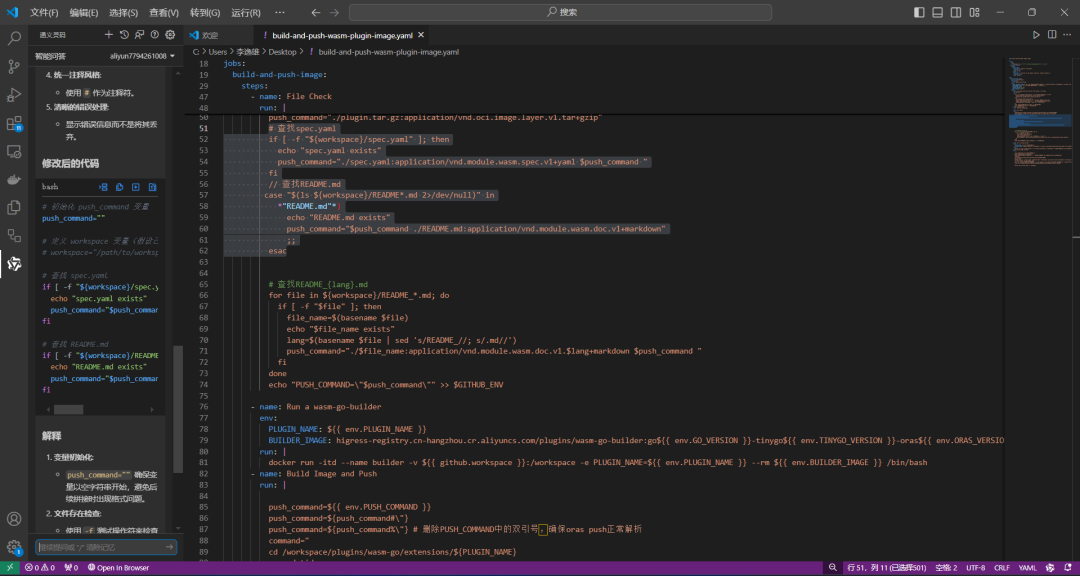 文件(F) 编辑(E) 选择(S) 查看(V) 转到(G) 运行(R) ··· 搜索
通义灵码
智能问答 aliyun7794261008
4. 统一注释风格:
使用 # 作为注释符。
5. 清晰的错误处理:
显示错误信息而不是将其丢
弃。
修改后的代码
bash
# 初始化 push_command 变量
push_command=""
# 定义 workspace 变量（假设已
# workspace="/path/to/worksp
# 查找 spec.yaml
if [ -f "${workspace}/spec.y
echo "spec.yaml exists"
push_command="$push_comman
fi
# 查找 README.md
if [ -f "${workspace}/README
echo "README.md exists"
push_command="$push_comman
fi
解释
1. 变量初始化:
push_command="" 确保变
量以空字符串开始，避免后
续拼接时出现格式问题。
2. 文件存在检查:
使用 -f 测试操作符来检查
欢迎 ! build-and-push-wasm-plugin-image.yaml ×
C: > Users > 李逸雄 > Desktop > ! build-and-push-wasm-plugin-image.yaml
18 jobs:
19 build-and-push-image:
29 steps:
47 - name: File Check
48 run: |
50 push_command="./plugin.tar.gz:application/vnd.oci.image.layer.v1.tar+gzip"
51 # 查找spec.yaml
52 if [ -f "${workspace}/spec.yaml" ]; then
53 echo "spec.yaml exists"
54 push_command="./spec.yaml:application/vnd.module.wasm.spec.v1+yaml $push_command "
55 fi
56 // 查找README.md
57 case "$(ls ${workspace}/README*.md 2>/dev/null)" in
58 *"README.md"*)
59 echo "README.md exists"
60 push_command="$push_command ./README.md:application/vnd.module.wasm.doc.v1+markdown"
61 ;;
62 esac
63
64
65 # 查找README_{lang}.md
66 for file in ${workspace}/README_*.md; do
67 if [ -f "$file" ]; then
68 file_name=$(basename $file)
69 echo "$file_name exists"
70 lang=$(basename $file | sed 's/README_//; s/.md//')
71 push_command="./$file_name:application/vnd.module.wasm.doc.v1.$lang+markdown $push_command "
72 fi
73 done
74 echo "PUSH_COMMAND=\"$push_command\"" >> $GITHUB_ENV
75
76 - name: Run a wasm-go-builder
77 env:
78 PLUGIN_NAME: ${{ env.PLUGIN_NAME }}
79 BUILDER_IMAGE: higress-registry.cn-hangzhou.cr.aliyuncs.com/plugins/wasm-go-builder:go${{ env.GO_VERSION }}-tinygo${{ env.TINYGO_VERSION }}-oras${{ env.ORAS_VERSIO
80 run: |
81 docker run -itd --name builder -v ${{ github.workspace }}:/workspace -e PLUGIN_NAME=${{ env.PLUGIN_NAME }} --rm ${{ env.BUILDER_IMAGE }} /bin/bash
82 - name: Build Image and Push
83 run: |
84
85 push_command=${{ env.PUSH_COMMAND }}
86 push_command=${push_command#\"}
87 push_command=${push_command%\"} # 删除PUSH_COMMAND中的双引号，确保oras push正常解析
88 command="
89 cd /workspace/plugins/wasm-go/extensions/${PLUGIN_NAME}
0 0 0 Open In Browser 行 51，列 11 (已选择501) 空格: 2 UTF-8 CRLF YAML